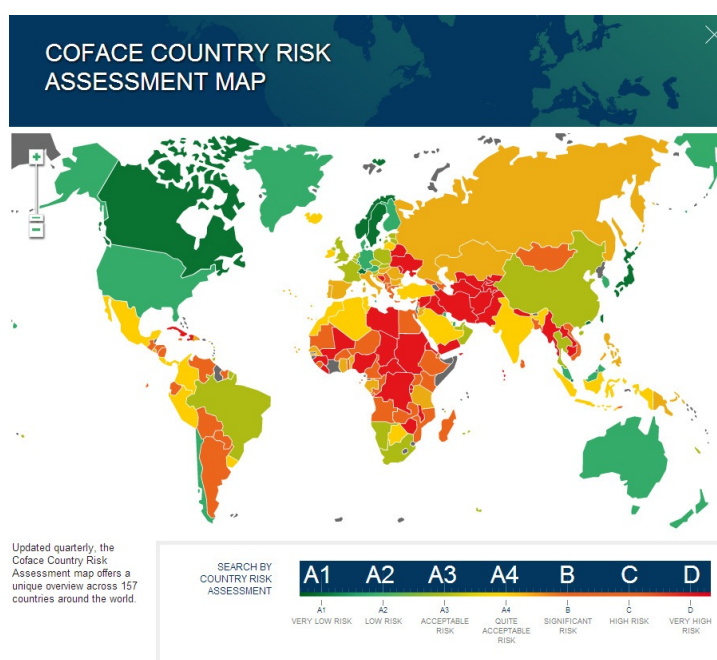 COFACE COUNTRY RISK
ASSESSMENT MAP
Updated quarterly, the
Coface Country Risk
Assessment map offers a
unique overview across 157
countries around the world.
SEARCH BY
COUNTRY RISK
ASSESSMENT
A1 A2 A3 A4 B C D
A1 A2 A3 A4 B C D
VERY LOW RISK LOW RISK ACCEPTABLE QUITE SIGNIFICANT HIGH RISK VERY HIGH
RISK ACCEPTABLE RISK RISK
RISK